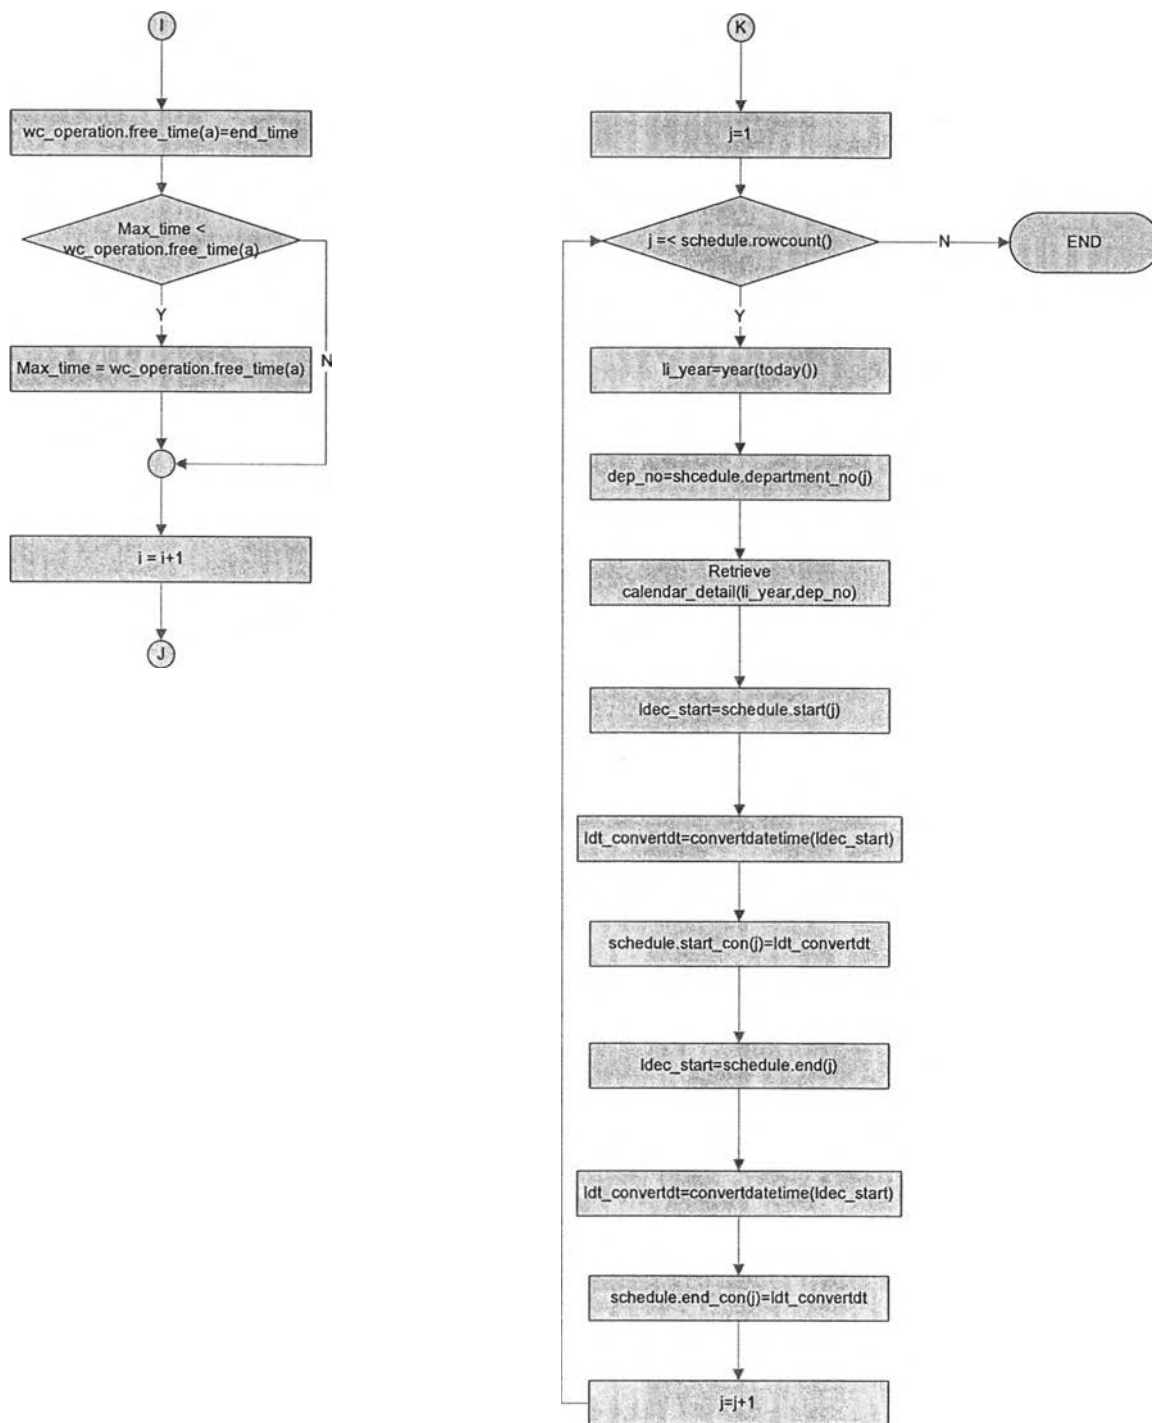 I
wc_operation.free_time(a)=end_time
Max_time <
wc_operation.free_time(a)
Y
N
Max_time = wc_operation.free_time(a)
i = i+1
J
K
j=1
j =< schedule.rowcount()
N
END
Y
li_year=year(today())
dep_no=shcedule.department_no(j)
Retrieve
calendar_detail(li_year,dep_no)
ldec_start=schedule.start(j)
ldt_convertdt=convertdatetime(ldec_start)
schedule.start_con(j)=ldt_convertdt
ldec_start=schedule.end(j)
ldt_convertdt=convertdatetime(ldec_start)
schedule.end_con(j)=ldt_convertdt
j=j+1